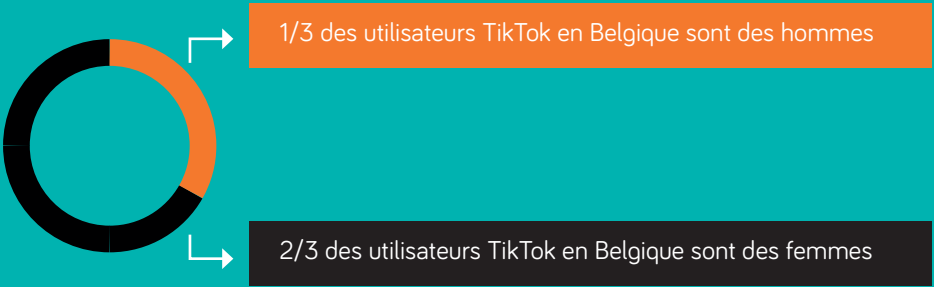 1/3 des utilisateurs TikTok en Belgique sont des hommes
2/3 des utilisateurs TikTok en Belgique sont des femmes